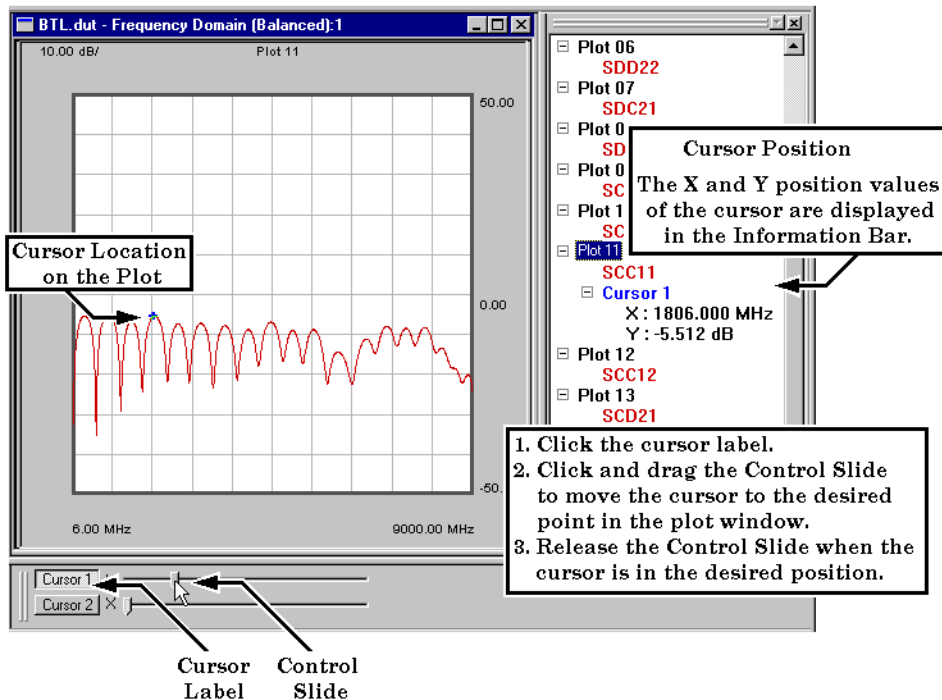 BTL.dut - Frequency Domain (Balanced):1
10.00 dB/
Plot 11
50.00
0.00
-50.
6.00 MHz
9000.00 MHz
Cursor Location
on the Plot
Plot 06
SDD22
Plot 07
SDC21
Plot 0
SD
Plot 0
SC
Plot 1
SC
Plot 11
SCC11
Cursor 1
X : 1806.000 MHz
Y : -5.512 dB
Plot 12
SCC12
Plot 13
SCD21
Cursor Position
The X and Y position values
of the cursor are displayed
in the Information Bar.
1. Click the cursor label.
2. Click and drag the Control Slide
to move the cursor to the desired
point in the plot window.
3. Release the Control Slide when the
cursor is in the desired position.
Cursor 1
Cursor 2
Cursor
Label
Control
Slide